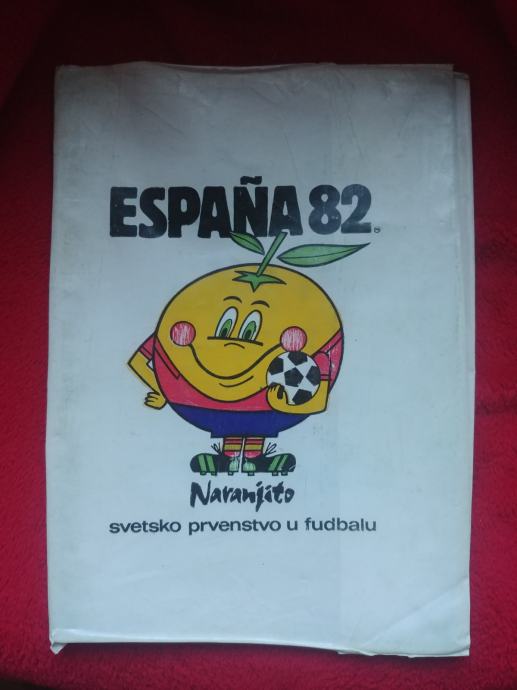 ESPAÑA 82
Naranjito
svetsko prvenstvo u fudbalu